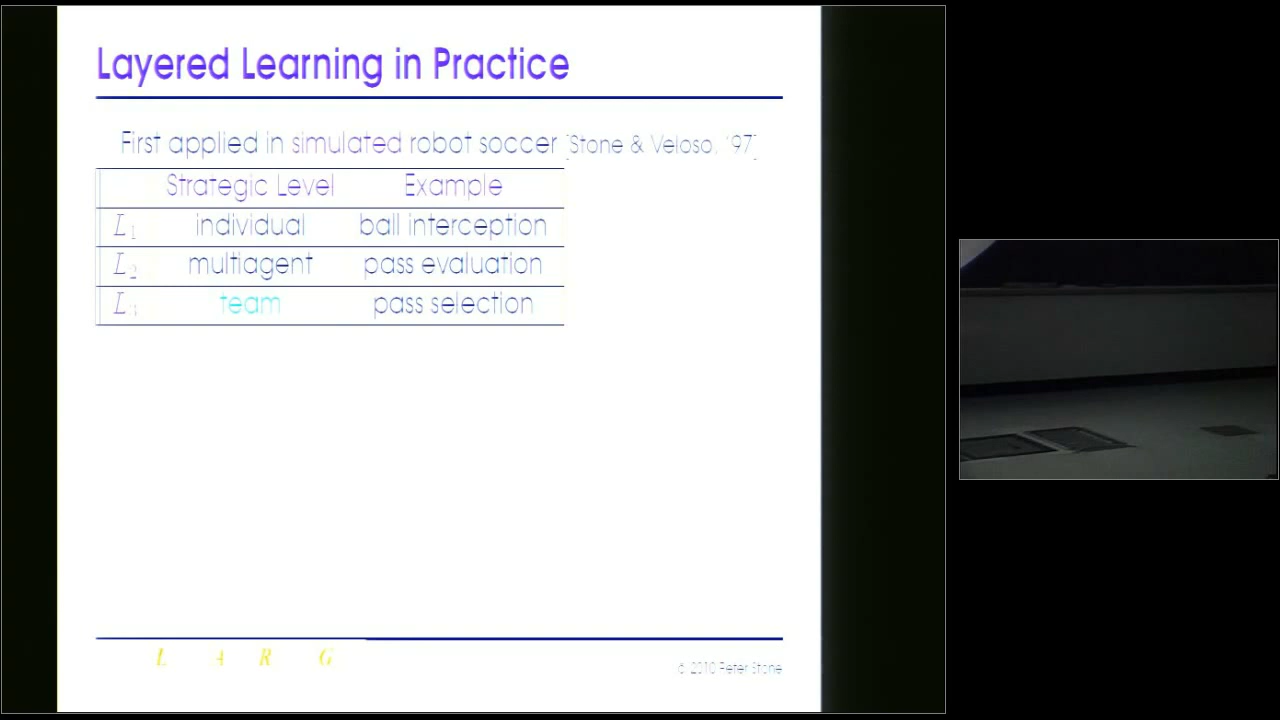 Layered Learning in Practice
First applied in simulated robot soccer [Stone & Veloso, '97]
Strategic Level Example
L1 individual ball interception
L2 multiagent pass evaluation
L3 team pass selection
L A R G
© 2010 Peter Stone